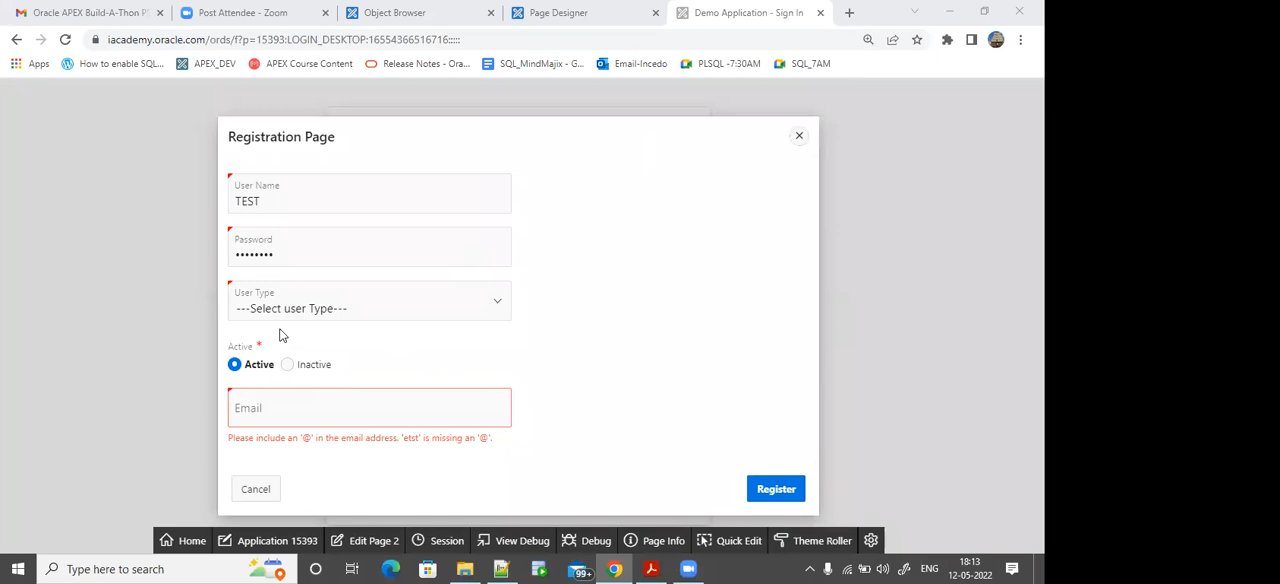 Oracle APEX Build-A-Thon P
Post Attendee - Zoom
Object Browser
Page Designer
Demo Application - Sign In
iacademy.oracle.com/ords/f?p=15393:LOGIN_DESKTOP:16554366516716:::::
Apps
How to enable SQL...
APEX_DEV
APEX Course Content
Release Notes - Ora...
SQL_MindMajix - G...
Email-Incedo
PLSQL -7:30AM
SQL_7AM
Registration Page
User Name
TEST
Password
••••••••
User Type
---Select user Type---
Active *
Active
Inactive
Email
Please include an '@' in the email address. 'etst' is missing an '@'.
Cancel
Register
Home
Application 15393
Edit Page 2
Session
View Debug
Debug
Page Info
Quick Edit
Theme Roller
Type here to search
99+
ENG
18:13
12-05-2022